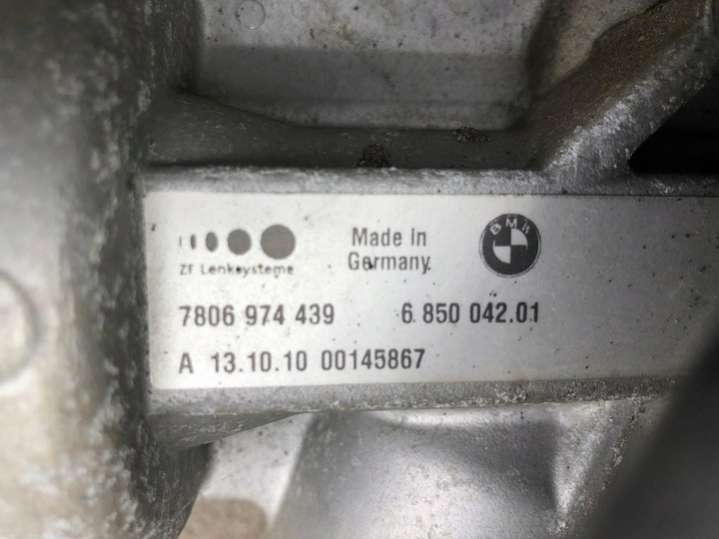 ZF Lenksysteme
Made in
Germany
BMW
7806 974 439 6 850 042.01
A 13.10.10 00145867